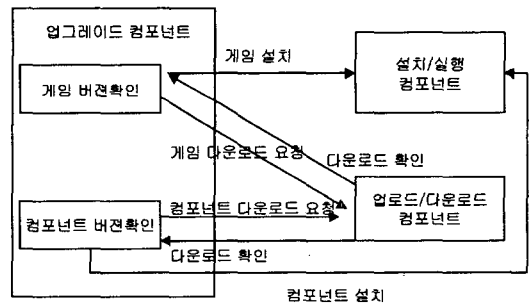 업그레이드 컴포넌트
게임 설치
설치/실행
컴포넌트
게임 버젼확인
게임 다운로드 요청
다운로드 확인
컴포넌트 버젼확인
컴포넌트 다운로드 요청
업로드/다운로드
컴포넌트
다운로드 확인
컴포넌트 설치